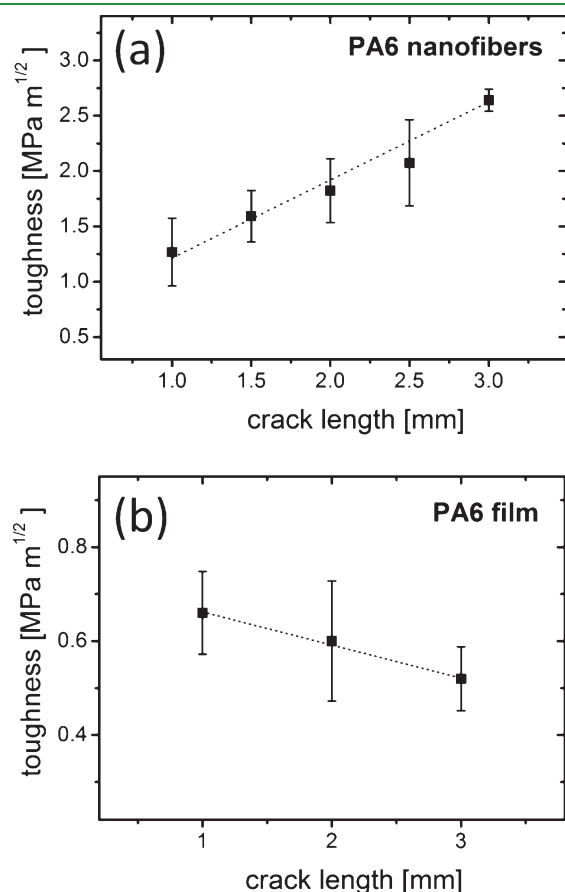 (a)
PA6 nanofibers
toughness [MPa m^1/2 ]
3.0
2.5
2.0
1.5
1.0
0.5
1.0 1.5 2.0 2.5 3.0
crack length [mm]
(b)
PA6 film
toughness [MPa m^1/2 ]
0.8
0.6
0.4
1 2 3
crack length [mm]